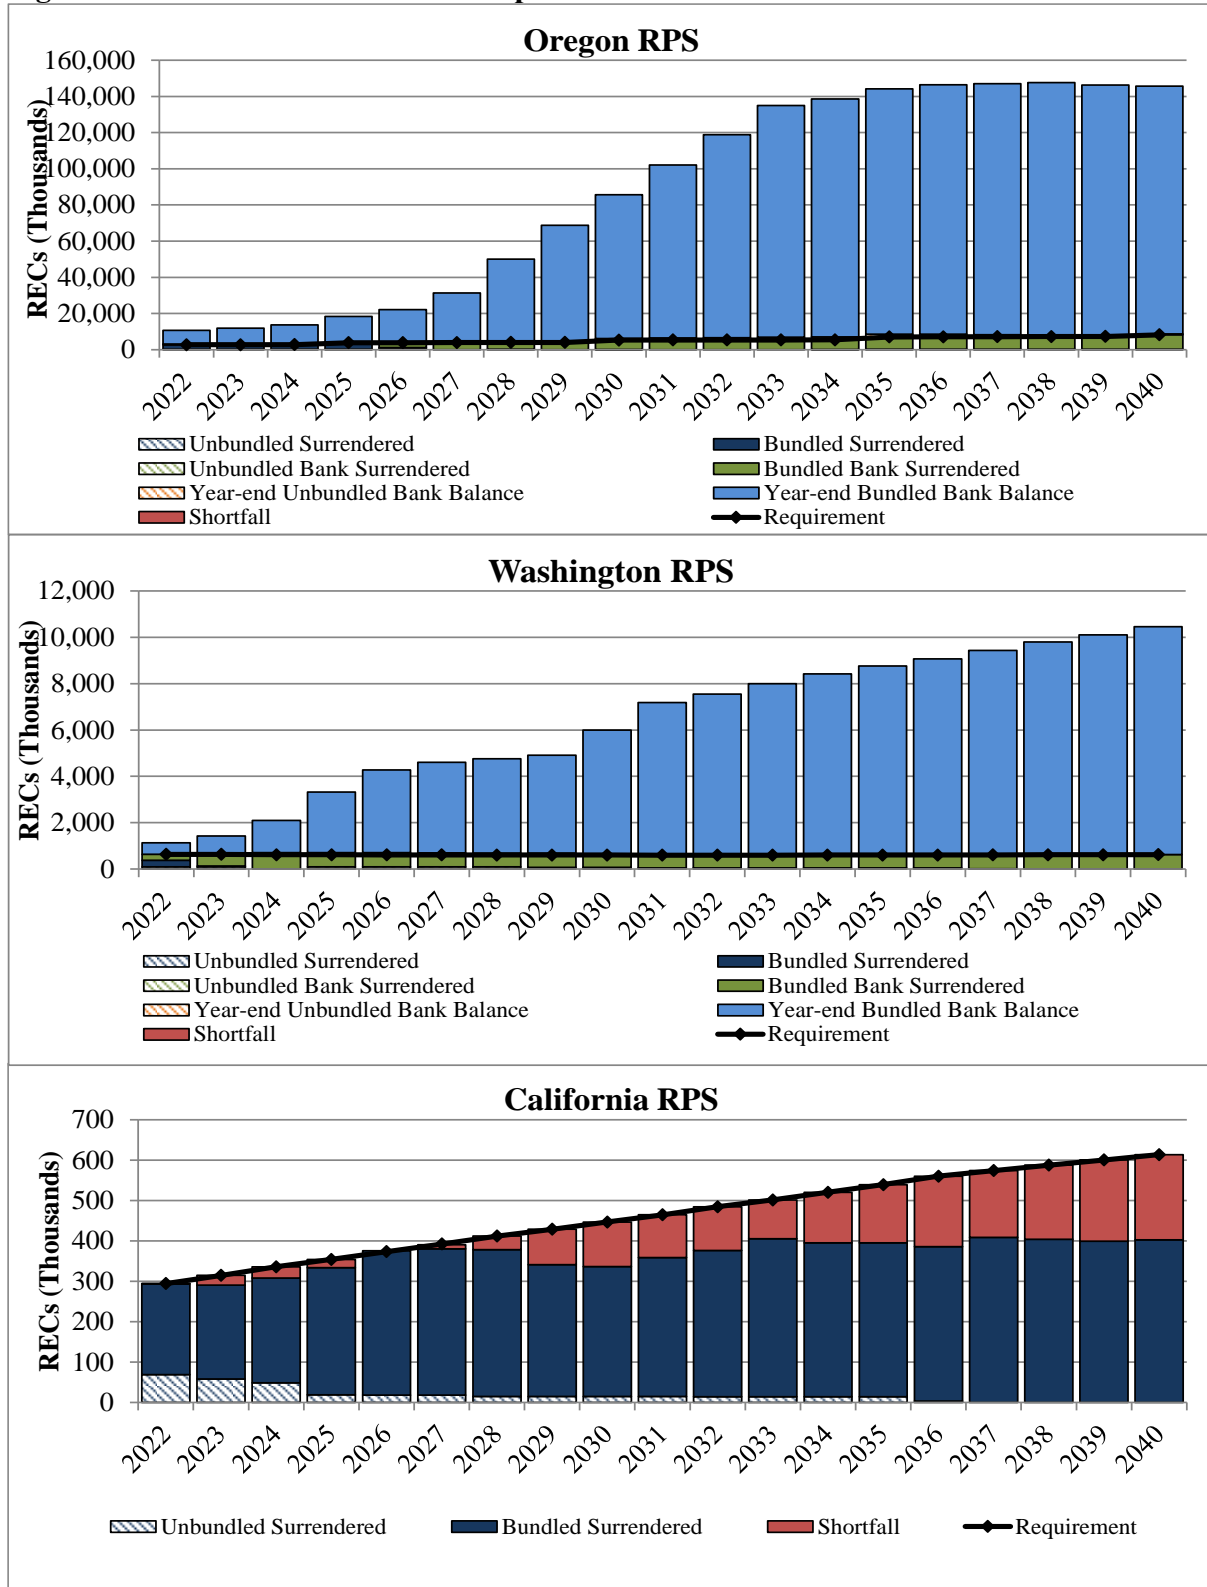 Oregon RPS
RECs (Thousands)
160,000
140,000
120,000
100,000
80,000
60,000
40,000
20,000
0
2022 2023 2024 2025 2026 2027 2028 2029 2030 2031 2032 2033 2034 2035 2036 2037 2038 2039 2040
Unbundled Surrendered Bundled Surrendered
Unbundled Bank Surrendered Bundled Bank Surrendered
Year-end Unbundled Bank Balance Year-end Bundled Bank Balance
Shortfall Requirement
Washington RPS
RECs (Thousands)
12,000
10,000
8,000
6,000
4,000
2,000
0
2022 2023 2024 2025 2026 2027 2028 2029 2030 2031 2032 2033 2034 2035 2036 2037 2038 2039 2040
Unbundled Surrendered Bundled Surrendered
Unbundled Bank Surrendered Bundled Bank Surrendered
Year-end Unbundled Bank Balance Year-end Bundled Bank Balance
Shortfall Requirement
California RPS
RECs (Thousands)
700
600
500
400
300
200
100
0
2022 2023 2024 2025 2026 2027 2028 2029 2030 2031 2032 2033 2034 2035 2036 2037 2038 2039 2040
Unbundled Surrendered Bundled Surrendered Shortfall Requirement